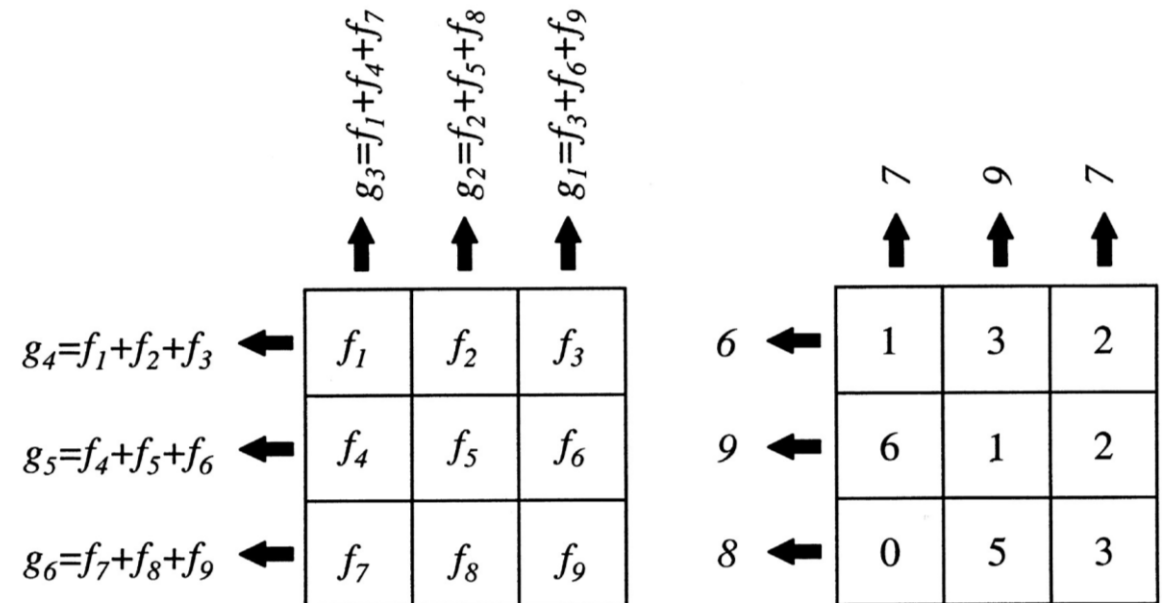 g3=f1+f4+f7
g2=f2+f5+f8
g1=f3+f6+f9
7 9 7
g4=f1+f2+f3
f1 f2 f3
6 1 3 2
g5=f4+f5+f6
f4 f5 f6
9 6 1 2
g6=f7+f8+f9
f7 f8 f9
8 0 5 3